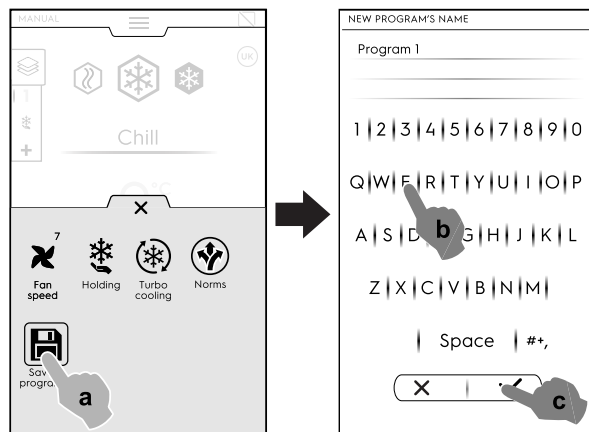 MANUAL
UK
1
Chill
°C
7
Fan speed
Holding
Turbo cooling
Norms
a
NEW PROGRAM'S NAME
Program 1
1 2 3 4 5 6 7 8 9 0
Q W E R T Y U I O P
b
A S D G H J K L
Z X C V B N M
Space #+,
c